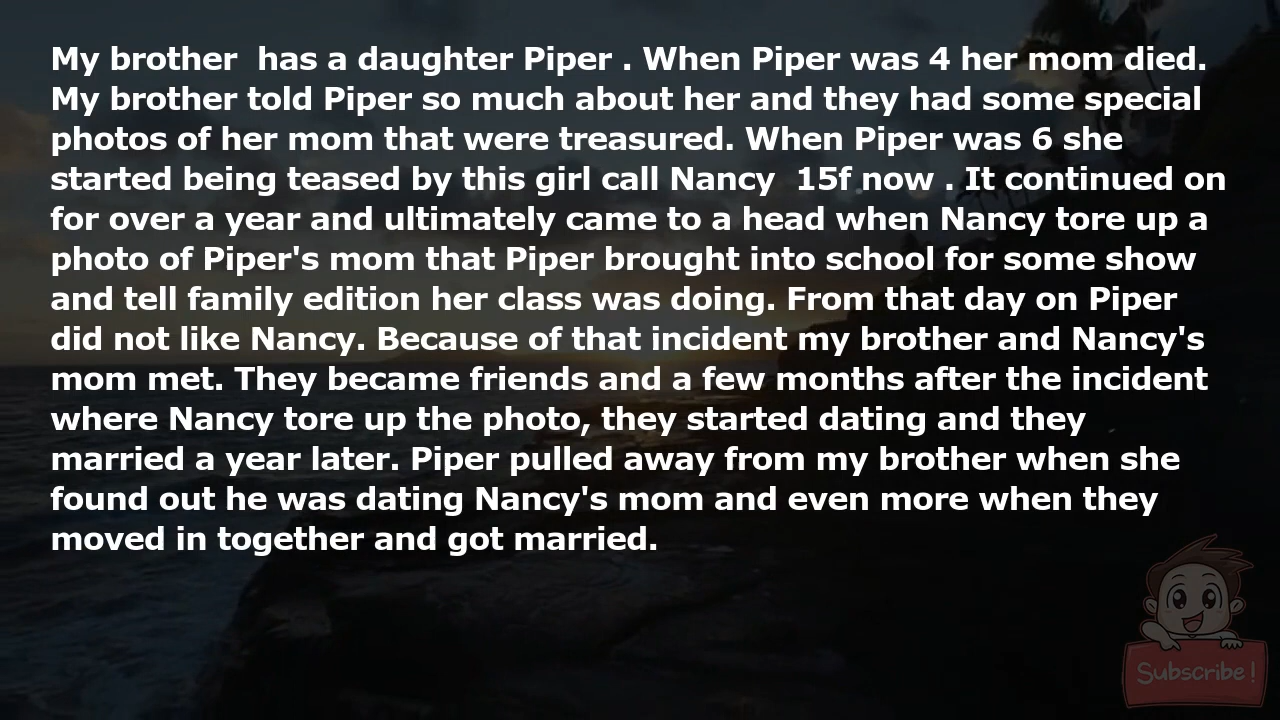 My brother  has a daughter Piper . When Piper was 4 her mom died.
My brother told Piper so much about her and they had some special
photos of her mom that were treasured. When Piper was 6 she
started being teased by this girl call Nancy  15f now . It continued on
for over a year and ultimately came to a head when Nancy tore up a
photo of Piper's mom that Piper brought into school for some show
and tell family edition her class was doing. From that day on Piper
did not like Nancy. Because of that incident my brother and Nancy's
mom met. They became friends and a few months after the incident
where Nancy tore up the photo, they started dating and they
married a year later. Piper pulled away from my brother when she
found out he was dating Nancy's mom and even more when they
moved in together and got married.
Subscribe!